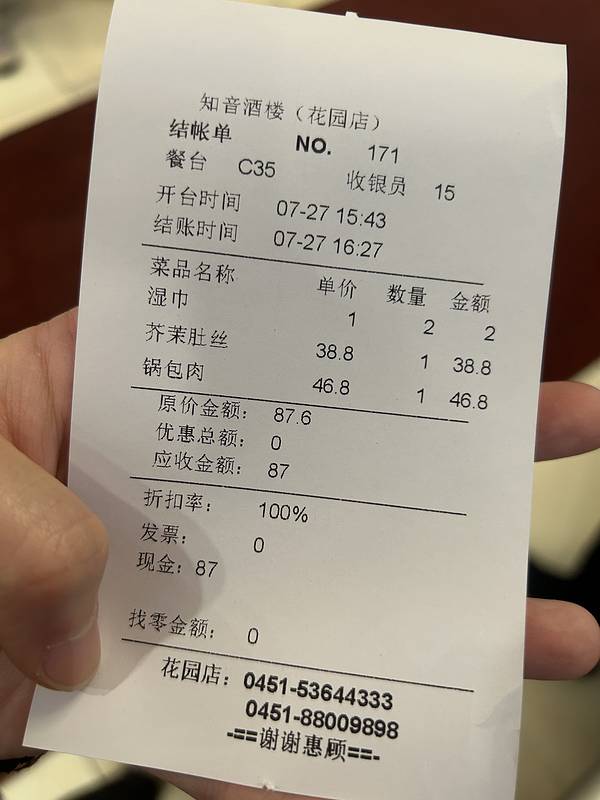 知音酒楼（花园店）
结帐单 NO. 171
餐台 C35 收银员 15
开台时间 07-27 15:43
结账时间 07-27 16:27
菜品名称 单价 数量 金额
湿巾 1 2 2
芥茉肚丝 38.8 1 38.8
锅包肉 46.8 1 46.8
原价金额： 87.6
优惠总额： 0
应收金额： 87
折扣率： 100%
发票： 0
现金： 87
找零金额： 0
花园店：0451-53644333
0451-88009898
-==谢谢惠顾==-